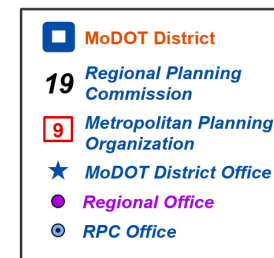 MoDOT District
19 Regional Planning
Commission
9 Metropolitan Planning
Organization
MoDOT District Office
Regional Office
RPC Office